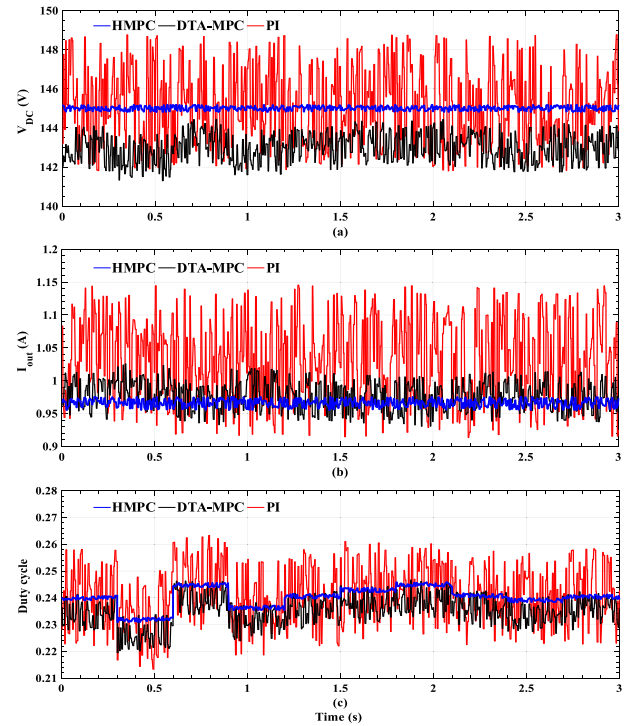 150
HMPC DTA-MPC PI
148
146
144
142
140
V_DC (V)
0 0.5 1 1.5 2 2.5 3
(a)
1.2
HMPC DTA-MPC PI
1.15
1.1
1.05
1
0.95
0.9
I_out (A)
0 0.5 1 1.5 2 2.5 3
(b)
0.28
HMPC DTA-MPC PI
0.27
0.26
0.25
0.24
0.23
0.22
0.21
Duty cycle
0 0.5 1 1.5 2 2.5 3
(c)
Time (s)